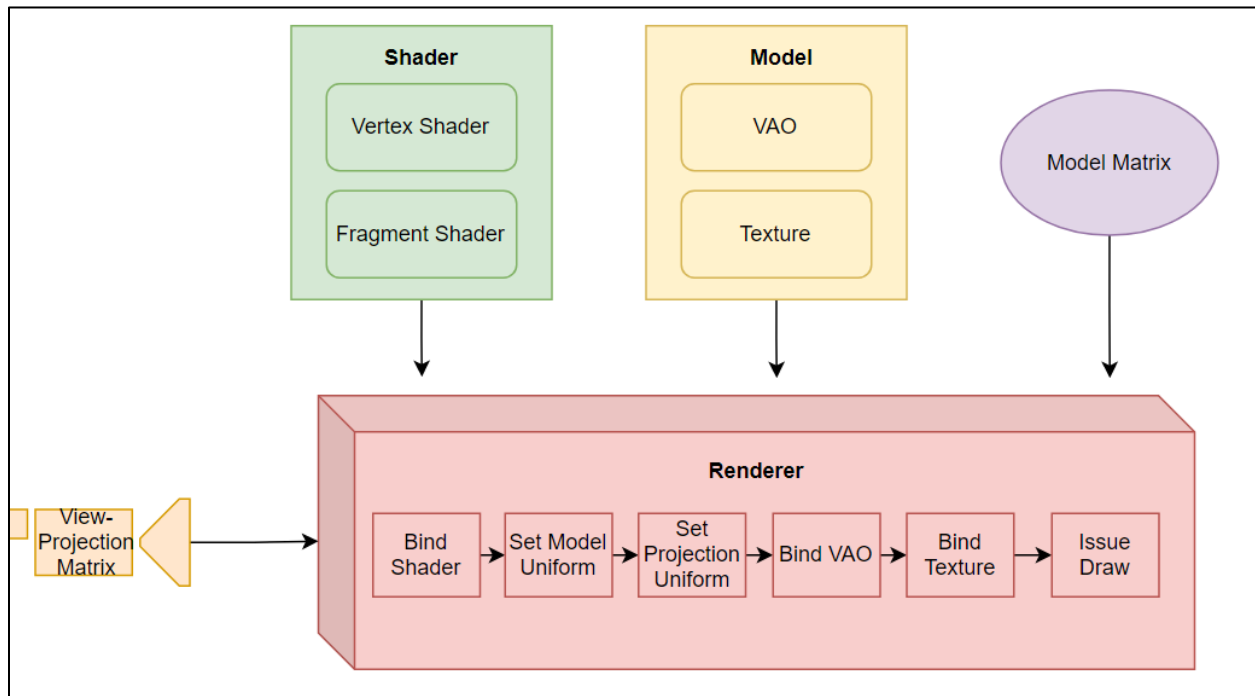 Shader
Vertex Shader
Fragment Shader
Model
VAO
Texture
Model Matrix
View-
Projection
Matrix
Renderer
Bind
Shader
Set Model
Uniform
Set
Projection
Uniform
Bind VAO
Bind
Texture
Issue
Draw